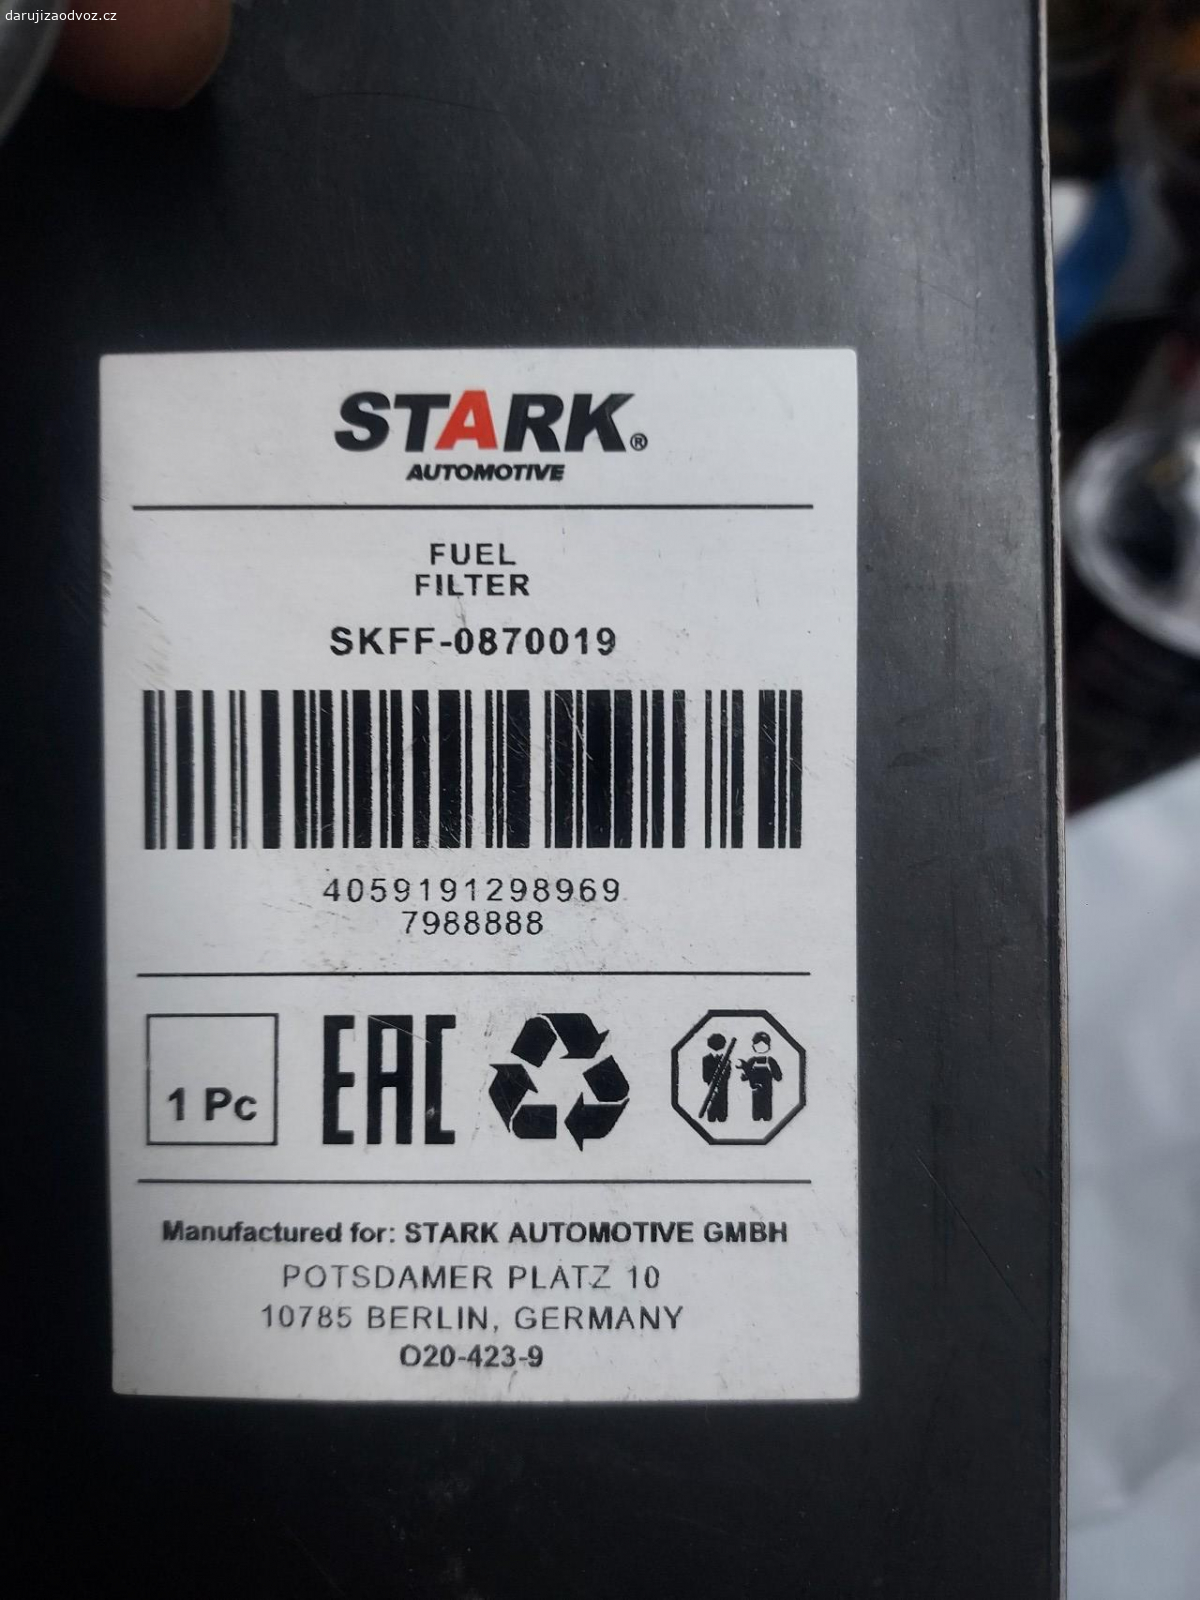 darujizaodvoz.cz
STARK®
AUTOMOTIVE
FUEL
FILTER
SKFF-0870019
4059191298969
7988888
1 Pc
EAC
Manufactured for: STARK AUTOMOTIVE GMBH
POTSDAMER PLATZ 10
10785 BERLIN, GERMANY
O20-423-9